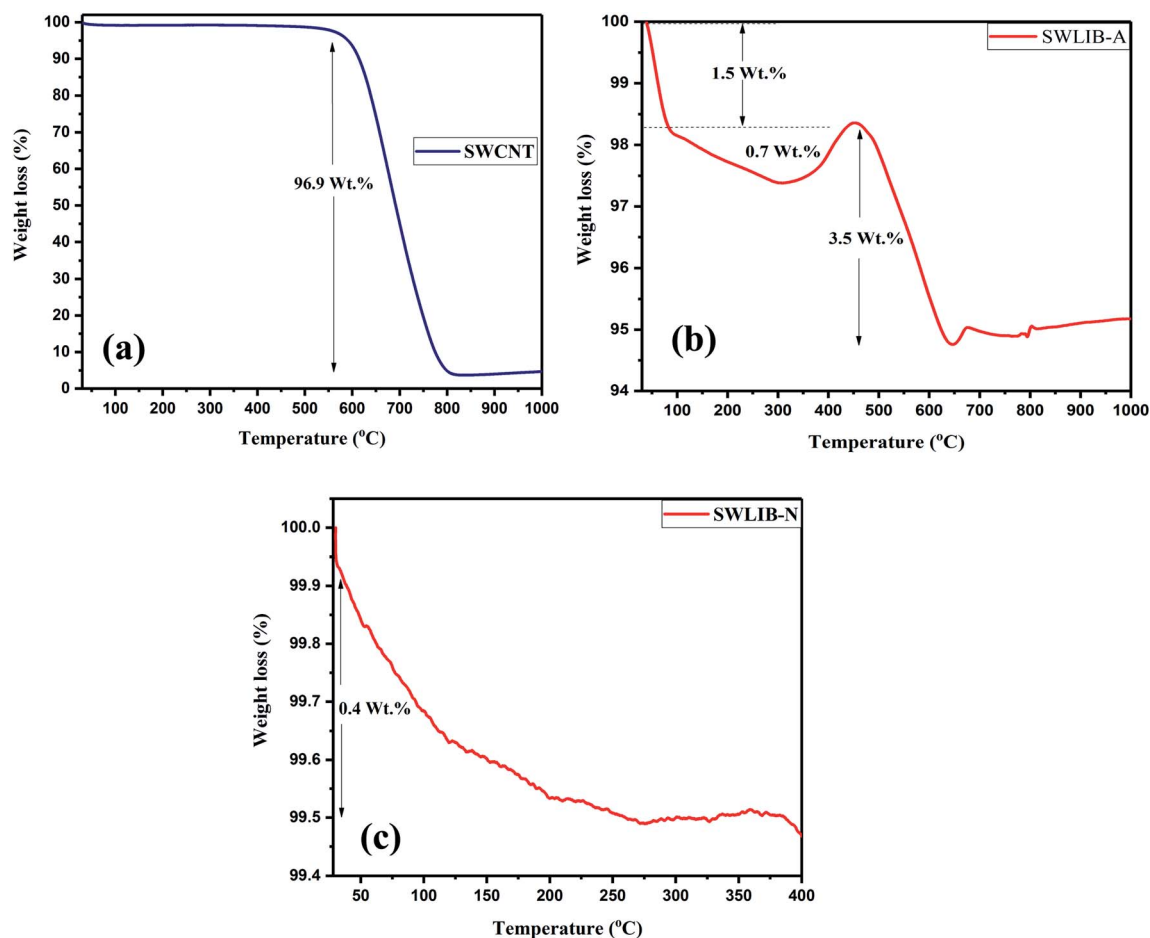 100
90
80
70
60
50
40
30
20
10
0
Weight loss (%)
SWCNT
96.9 Wt.%
(a)
100 200 300 400 500 600 700 800 900 1000
Temperature (°C)
100
99
98
97
96
95
94
Weight loss (%)
SWLIB-A
1.5 Wt.%
0.7 Wt.%
3.5 Wt.%
(b)
100 200 300 400 500 600 700 800 900 1000
Temperature (°C)
100.0
99.9
99.8
99.7
99.6
99.5
99.4
Weight loss (%)
SWLIB-N
0.4 Wt.%
(c)
50 100 150 200 250 300 350 400
Temperature (°C)